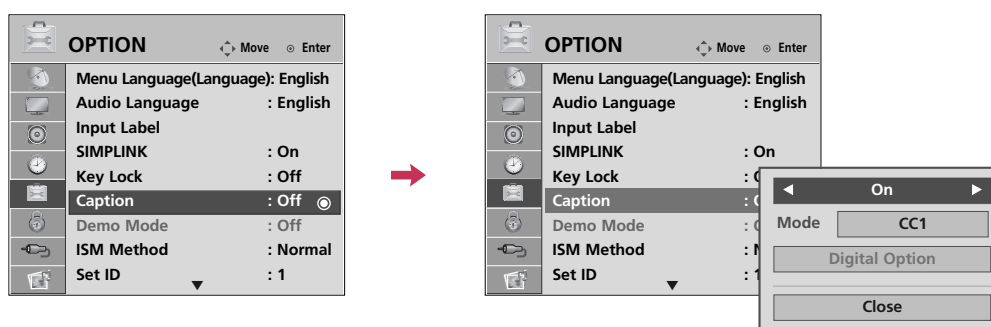 OPTION Move Enter
Menu Language(Language): English
Audio Language : English
Input Label
SIMPLINK : On
Key Lock : Off
Caption : Off
Demo Mode : Off
ISM Method : Normal
Set ID : 1
OPTION Move Enter
Menu Language(Language): English
Audio Language : English
Input Label
SIMPLINK : On
Key Lock :
Caption :
Demo Mode :
ISM Method :
Set ID : 1
On
Mode CC1
Digital Option
Close